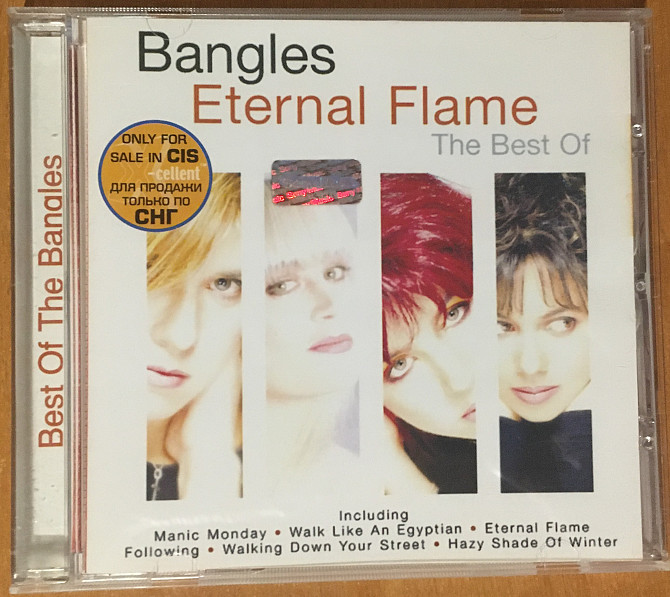 Bangles
Eternal Flame
The Best Of
ONLY FOR
SALE IN CIS
-cellent
ДЛЯ ПРОДАЖИ
ТОЛЬКО ПО
СНГ
Best Of The Bangles
Including
Manic Monday • Walk Like An Egyptian • Eternal Flame
Following • Walking Down Your Street • Hazy Shade Of Winter